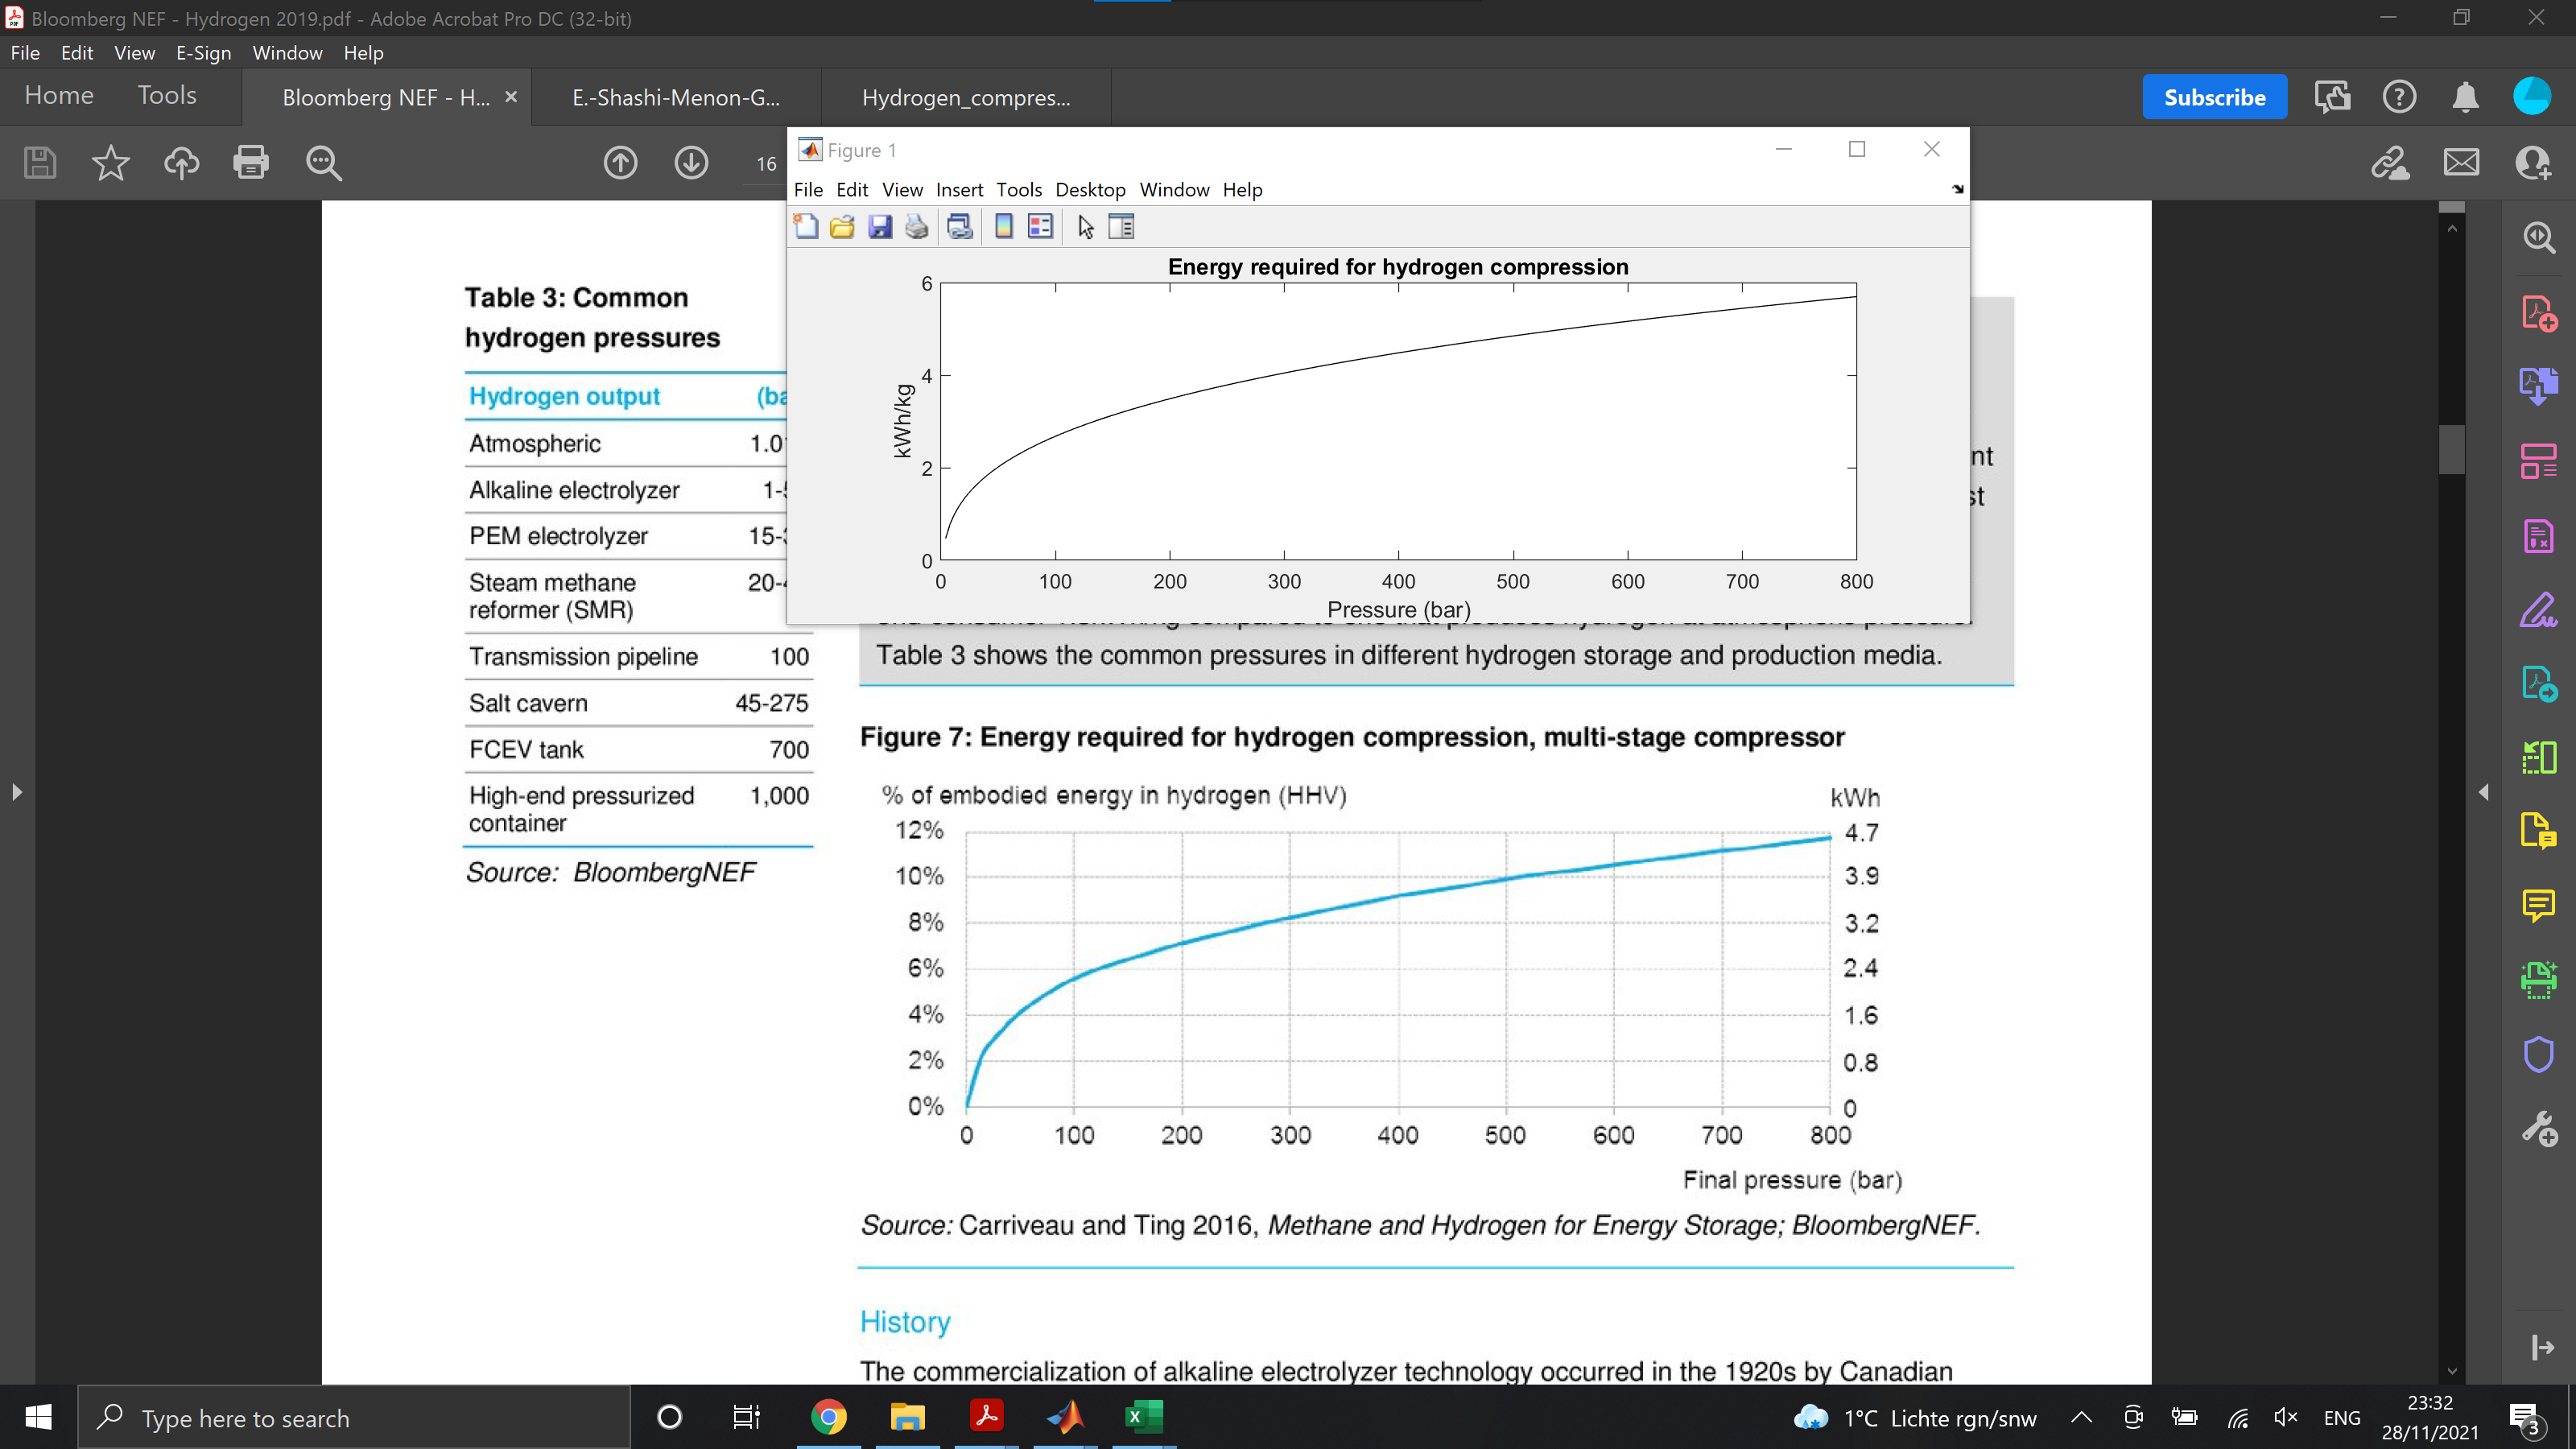 Bloomberg NEF - Hydrogen 2019.pdf - Adobe Acrobat Pro DC (32-bit)
File Edit View E-Sign Window Help
Home Tools Bloomberg NEF - H... × E.-Shashi-Menon-G... Hydrogen_compres... Subscribe
16
Figure 1
File Edit View Insert Tools Desktop Window Help
Energy required for hydrogen compression
6
4
2
0
kWh/kg
0 100 200 300 400 500 600 700 800
Pressure (bar)
Table 3: Common
hydrogen pressures
Hydrogen output (ba
Atmospheric 1.0
Alkaline electrolyzer 1-
PEM electrolyzer 15-
Steam methane 20-
reformer (SMR)
Transmission pipeline 100
Salt cavern 45-275
FCEV tank 700
High-end pressurized 1,000
container
Source: BloombergNEF
nt
st
Table 3 shows the common pressures in different hydrogen storage and production media.
Figure 7: Energy required for hydrogen compression, multi-stage compressor
% of embodied energy in hydrogen (HHV) kWh
12% 4.7
10% 3.9
8% 3.2
6% 2.4
4% 1.6
2% 0.8
0% 0
0 100 200 300 400 500 600 700 800
Final pressure (bar)
Source: Carriveau and Ting 2016, Methane and Hydrogen for Energy Storage; BloombergNEF.
History
The commercialization of alkaline electrolyzer technology occurred in the 1920s by Canadian
Type here to search
1°C Lichte rgn/snw ENG 23:32
28/11/2021 3